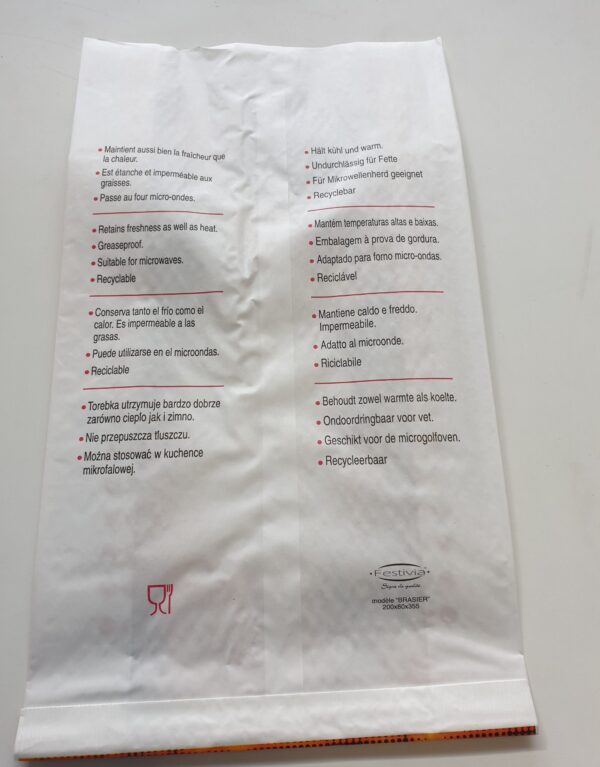 • Maintient aussi bien la fraîcheur que
la chaleur.
• Est étanche et imperméable aux
graisses.
• Passe au four micro-ondes.
• Retains freshness as well as heat.
• Greaseproof.
• Suitable for microwaves.
• Recyclable
• Conserva tanto el frío como el
calor. Es impermeable a las
grasas.
• Puede utilizarse en el microondas.
• Reciclable
• Torebka utrzymuje bardzo dobrze
zarówno ciepło jak i zimno.
• Nie przepuszcza tłuszczu.
• Można stosować w kuchence
mikrofalowej.
• Hält kühl und warm.
• Undurchlässig für Fette
• Für Mikrowellenherd geeignet
• Recyclebar
• Mantém temperaturas altas e baixas.
• Embalagem à prova de gordura.
• Adaptado para forno micro-ondas.
• Reciclável
• Mantiene caldo e freddo.
Impermeabile.
• Adatto al microonde.
• Riciclabile
• Behoudt zowel warmte als koelte.
• Ondoordringbaar voor vet.
• Geschikt voor de microgolfoven.
• Recycleerbaar
• Festivia •
Signe de qualité
modèle "BRASIER"
200x80x355